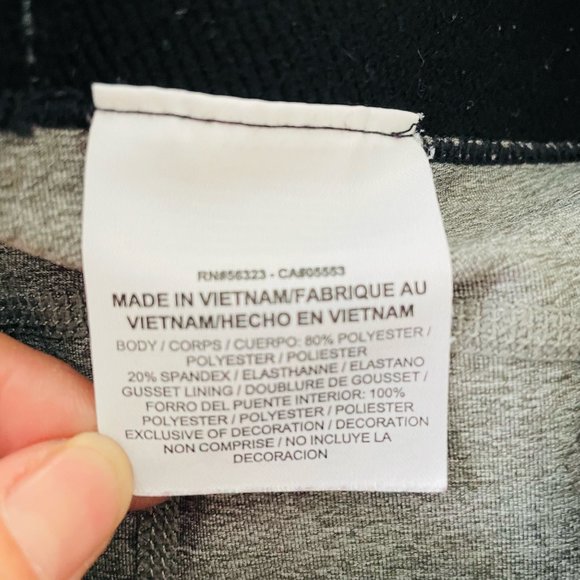 RN#56323 - CA#05553
MADE IN VIETNAM/FABRIQUE AU
VIETNAM/HECHO EN VIETNAM
BODY / CORPS / CUERPO: 80% POLYESTER /
POLYESTER / POLIESTER
20% SPANDEX / ELASTHANNE / ELASTANO
GUSSET LINING / DOUBLURE DE GOUSSET /
FORRO DEL PUENTE INTERIOR: 100%
POLYESTER / POLYESTER / POLIESTER
EXCLUSIVE OF DECORATION / DECORATION
NON COMPRISE / NO INCLUYE LA
DECORACIÓN